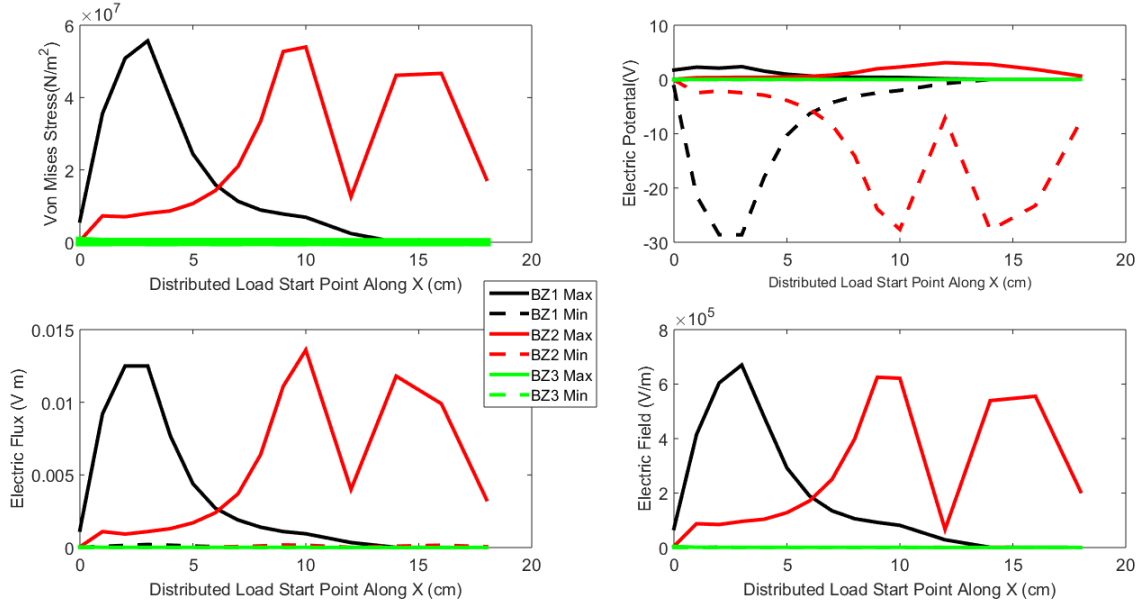 ×10^7
6
4
2
0
0 5 10 15 20
Von Mises Stress(N/m^2)
Distributed Load Start Point Along X (cm)
10
0
-10
-20
-30
0 5 10 15 20
Electric Potential(V)
Distributed Load Start Point Along X (cm)
BZ1 Max
BZ1 Min
BZ2 Max
BZ2 Min
BZ3 Max
BZ3 Min
0.015
0.01
0.005
0
0 5 10 15 20
Electric Flux (V m)
Distributed Load Start Point Along X (cm)
×10^5
8
6
4
2
0
0 5 10 15 20
Electric Field (V/m)
Distributed Load Start Point Along X (cm)